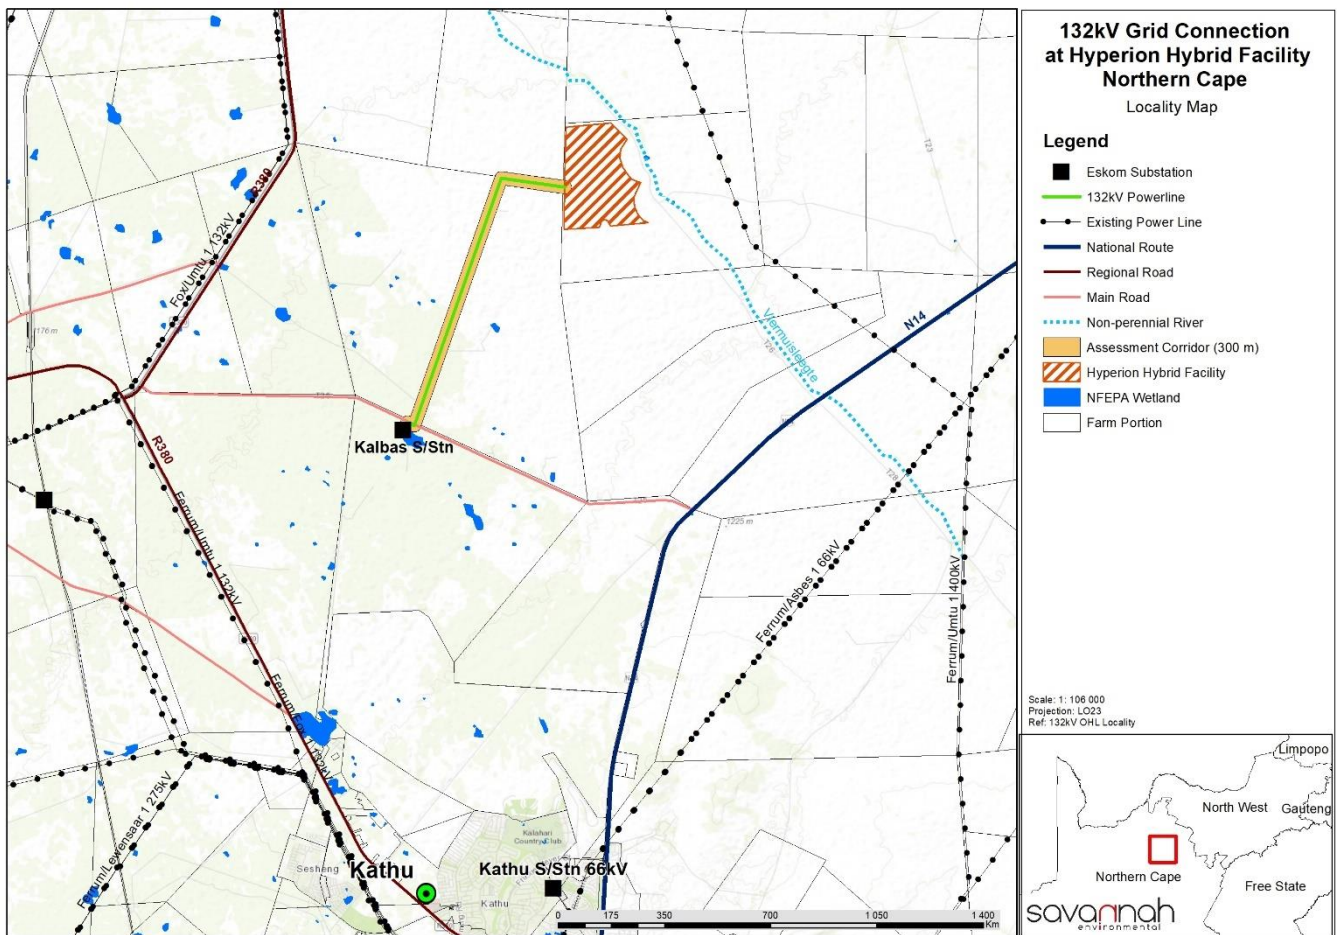 132kV Grid Connection
at Hyperion Hybrid Facility
Northern Cape
Locality Map
Legend
Eskom Substation
132kV Powerline
Existing Power Line
National Route
Regional Road
Main Road
Non-perennial River
Assessment Corridor (300 m)
Hyperion Hybrid Facility
NFEPA Wetland
Farm Portion
Scale: 1: 106 000
Projection: LO23
Ref: 132kV OHL Locality
Limpopo
North West
Gauteng
Northern Cape
Free State
savannah
environmental
R380
Fox/Umtu 1 132kV
1176 m
Vlermuisleegte
N14
Kalbas S/Stn
R380
Ferrum/Umtu 1 132kV
1225 m
Ferrum/Asbes 1 66kV
Ferrum/Umtu 1 400kV
Ferrum/Fox 1 132kV
Ferrum/Lewensaar 1 275kV
Kalahari
Country Club
Sesheng
Kathu
Kathu S/Stn 66kV
Kathu
0 175 350 700 1 050 1 400
Km